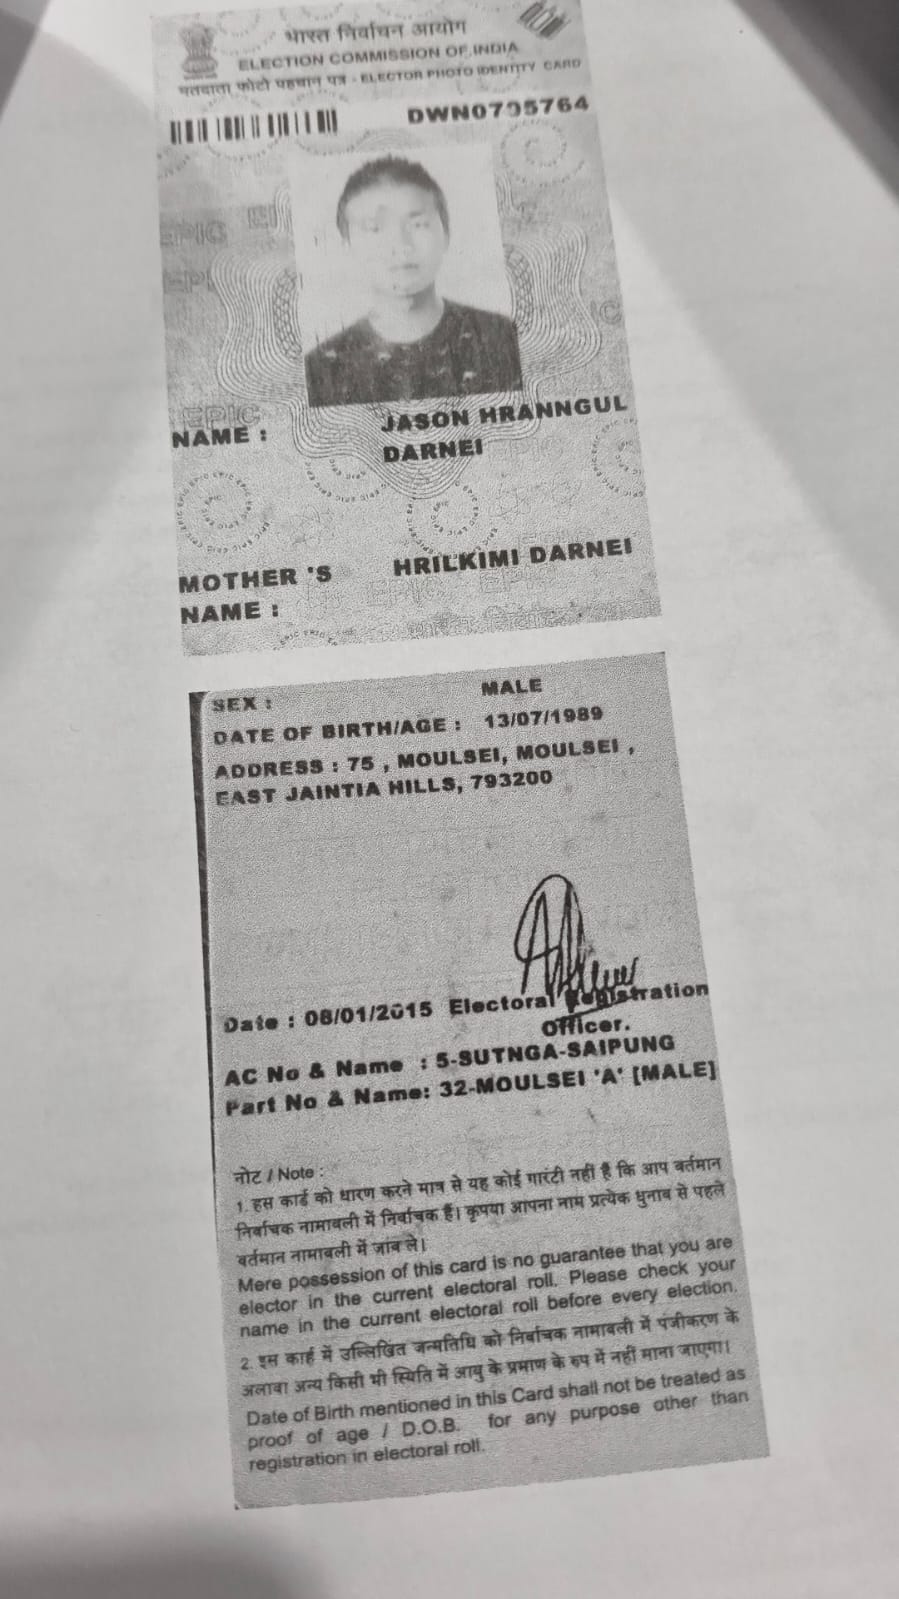 भारत निर्वाचन आयोग
ELECTION COMMISSION OF INDIA
मतदाता फोटो पहचान पत्र - ELECTOR PHOTO IDENTITY CARD
NAME : JASON HRANNGUL
DARNEI
MOTHER 'S HRILKIMI DARNEI
NAME :
SEX : MALE
DATE OF BIRTH/AGE : 13/07/1989
ADDRESS : 75 , MOULSEI, MOULSEI ,
EAST JAINTIA HILLS, 793200
Date : 08/01/2015 Electoral Registration
Officer.
AC No & Name : 5-SUTNGA-SAIPUNG
Part No & Name: 32-MOULSEI 'A' [MALE]
नोट / Note :
1. इस कार्ड को धारण करने मात्र से यह कोई गारंटी नहीं है कि आप वर्तमान
निर्वाचक नामावली में निर्वाचक हैं। कृपया आपना नाम प्रत्येक चुनाव से पहले
वर्तमान नामावली में जांच ले।
Mere possession of this card is no guarantee that you are
elector in the current electoral roll. Please check your
name in the current electoral roll before every election.
2. इस कार्ड में उल्लिखित जन्मतिथि को निर्वाचक नामावली में पंजीकरण के
अलावा अन्य किसी भी स्थिति में आयु के प्रमाण के रुप में नहीं माना जाएगा।
Date of Birth mentioned in this Card shall not be treated as
proof of age / D.O.B. for any purpose other than
registration in electoral roll.